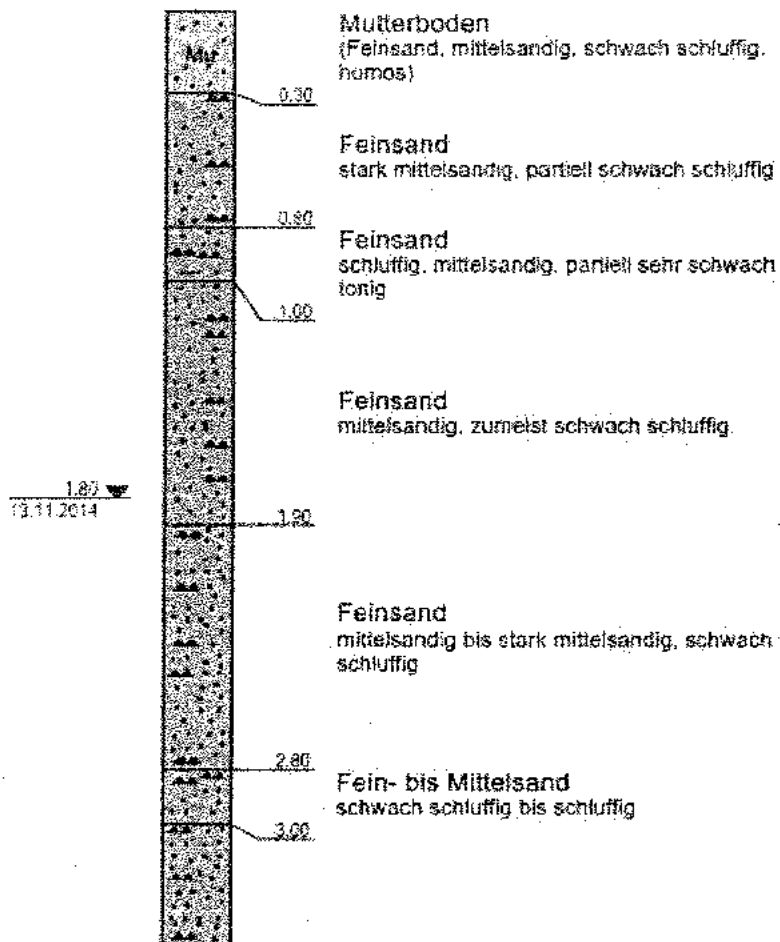 Mutterboden
(Feinsand, mittelsandig, schwach schluffig,
humos)
Mu
0.30
Feinsand
stark mittelsandig, partiell schwach schluffig
0.80
Feinsand
schluffig, mittelsandig, partiell sehr schwach
tonig
1.00
Feinsand
mittelsandig, zumeist schwach schluffig
1.80
13.11.2014
1.90
Feinsand
mittelsandig bis stark mittelsandig, schwach
schluffig
2.80
Fein- bis Mittelsand
schwach schluffig bis schluffig
3.00